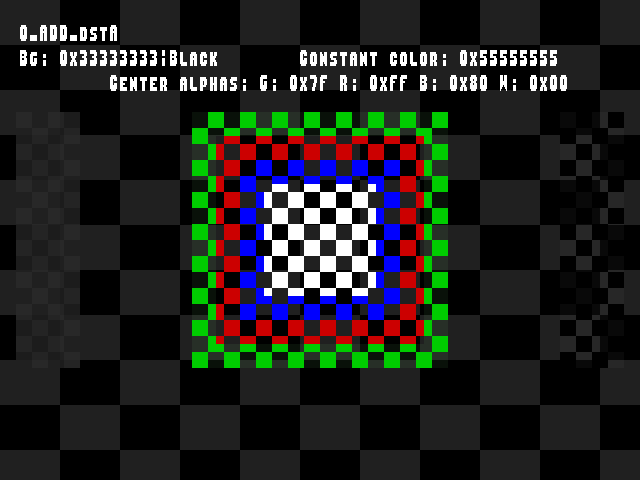 0_ADD_dstA
Bg: 0x33333333¦Black Constant color: 0x55555555
Center alphas: G: 0x7f R: 0xff B: 0x80 W: 0x00